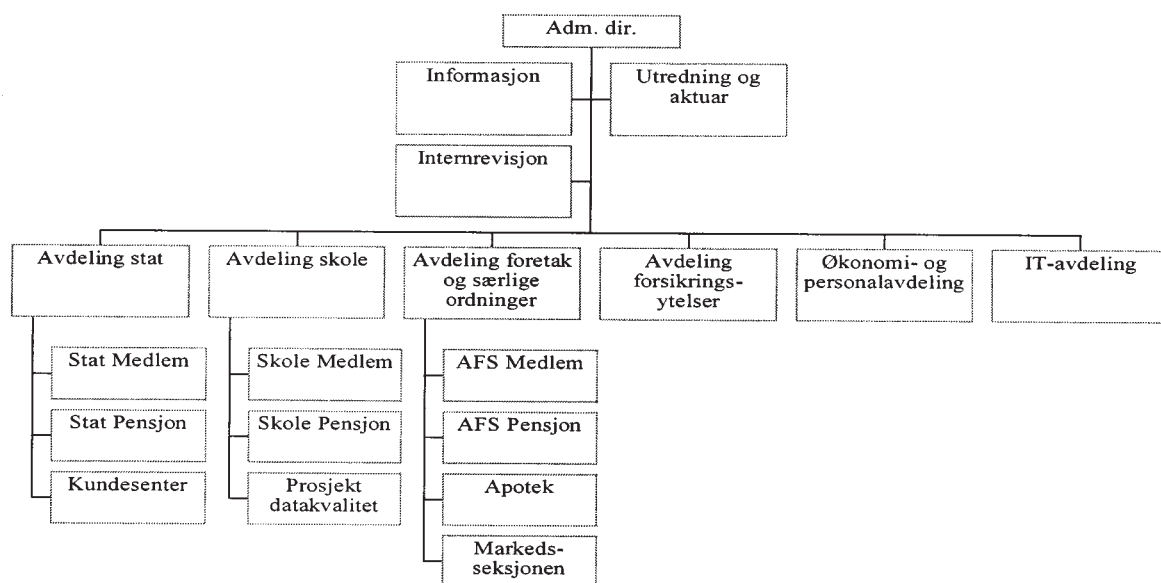 Adm. dir.
Informasjon
Utredning og
aktuar
Internrevisjon
Avdeling stat
Avdeling skole
Avdeling foretak
og særlige
ordninger
Avdeling
forsikrings-
ytelser
Økonomi- og
personalavdeling
IT-avdeling
Stat Medlem
Stat Pensjon
Kundesenter
Skole Medlem
Skole Pensjon
Prosjekt
datakvalitet
AFS Medlem
AFS Pensjon
Apotek
Markeds-
seksjonen